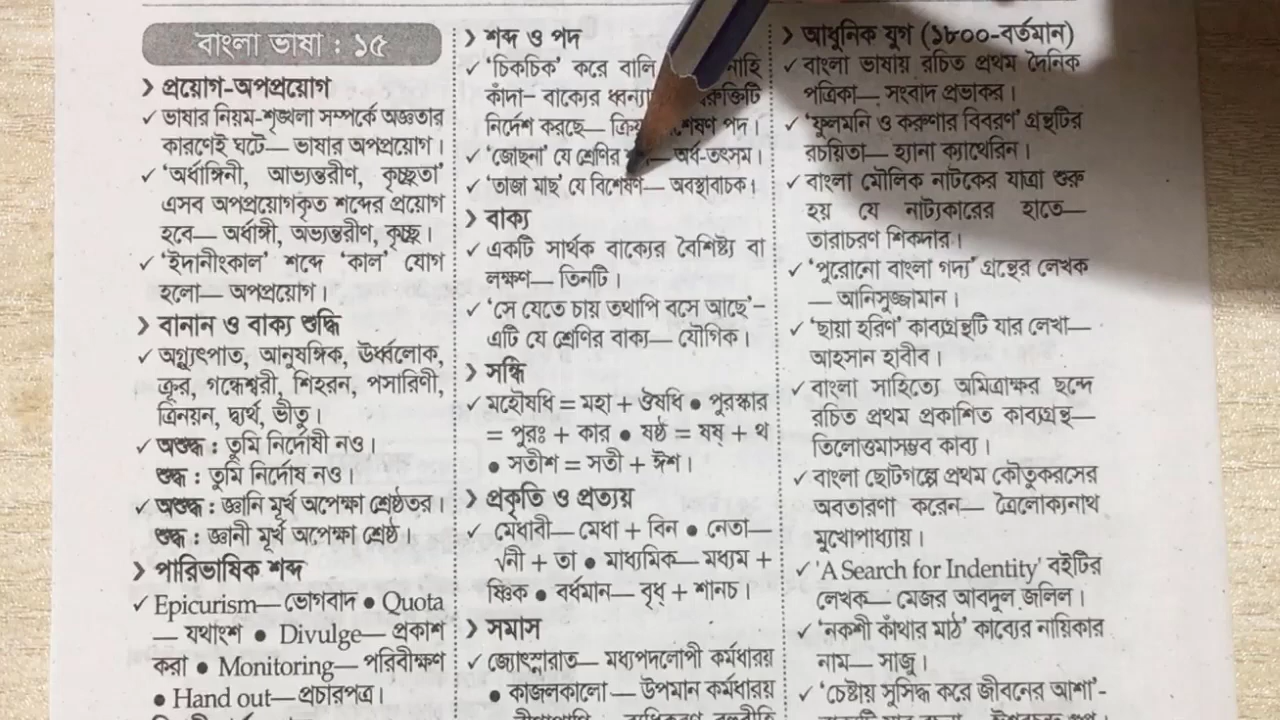 বাংলা ভাষা : ১৫
❯ প্রয়োগ-অপপ্রয়োগ
✓ ভাষার নিয়ম-শৃঙ্খলা সম্পর্কে অজ্ঞতার
কারণেই ঘটে— ভাষার অপপ্রয়োগ।
✓ ‘অর্ধাঙ্গিনী, আভ্যন্তরীণ, কৃচ্ছ্রতা’
এসব অপপ্রয়োগকৃত শব্দের প্রয়োগ
হবে— অর্ধাঙ্গী, অভ্যন্তরীণ, কৃচ্ছ্র।
✓ ‘ইদানীংকাল’ শব্দে ‘কাল’ যোগ
হলো— অপপ্রয়োগ।
❯ বানান ও বাক্য শুদ্ধি
✓ অগ্ন্যুৎপাত, আনুষঙ্গিক, ঊর্ধ্বলোক,
ক্রূর, গন্ধেশ্বরী, শিহরন, পসারিণী,
ত্রিনয়ন, দ্ব্যর্থ, ভীতু।
✓ অশুদ্ধ : তুমি নির্দোষী নও।
শুদ্ধ : তুমি নির্দোষ নও।
✓ অশুদ্ধ : জ্ঞানি মূর্খ অপেক্ষা শ্রেষ্ঠতর।
শুদ্ধ : জ্ঞানী মূর্খ অপেক্ষা শ্রেষ্ঠ।
❯ পারিভাষিক শব্দ
✓ Epicurism— ভোগবাদ ● Quota
— যথাংশ ● Divulge— প্রকাশ
করা ● Monitoring— পরিবীক্ষণ
● Hand out—প্রচারপত্র।
❯ শব্দ ও পদ
✓ ‘চিকচিক’ করে বালি নাহি
কাঁদা– বাক্যের
নির্দেশ করছে— পদ।
✓ ‘জোছনা’ যে শ্রেণির — অর্ধ-তৎসম।
✓ ‘তাজা মাছ’ যে বিশেষণ— অবস্থাবাচক।
❯ বাক্য
✓ একটি সার্থক বাক্যের বৈশিষ্ট্য বা
লক্ষণ— তিনটি।
✓ ‘সে যেতে চায় তথাপি বসে আছে’–
এটি যে শ্রেণির বাক্য— যৌগিক।
❯ সন্ধি
✓ মহৌষধি = মহা + ঔষধি ● পুরস্কার
= পুরঃ + কার ● ষষ্ঠ = ষষ্ + থ
● সতীশ = সতী + ঈশ।
❯ প্রকৃতি ও প্রত্যয়
✓ মেধাবী— মেধা + বিন ● নেতা—
√নী + তা ● মাধ্যমিক— মধ্যম +
ষ্ণিক ● বর্ধমান— বৃধ্ + শানচ।
❯ সমাস
✓ জ্যোৎস্নারাত— মধ্যপদলোপী কর্মধারয়
● কাজলকালো— উপমান কর্মধারয়
❯ আধুনিক যুগ (১৮০০-বর্তমান)
✓ বাংলা ভাষায় রচিত প্রথম দৈনিক
পত্রিকা— সংবাদ প্রভাকর।
✓ ‘ফুলমনি ও করুণার বিবরণ’ গ্রন্থটির
রচয়িতা— হ্যানা ক্যাথেরিন।
✓ বাংলা মৌলিক নাটকের যাত্রা শুরু
হয় যে নাট্যকারের হাতে—
তারাচরণ শিকদার।
✓ ‘পুরোনো বাংলা গদ্য’ গ্রন্থের লেখক
— আনিসুজ্জামান।
✓ ‘ছায়া হরিণ’ কাব্যগ্রন্থটি যার লেখা—
আহসান হাবীব।
✓ বাংলা সাহিত্যে অমিত্রাক্ষর ছন্দে
রচিত প্রথম প্রকাশিত কাব্যগ্রন্থ—
তিলোত্তমাসম্ভব কাব্য।
✓ বাংলা ছোটগল্পে প্রথম কৌতুকরসের
অবতারণা করেন— ত্রৈলোক্যনাথ
মুখোপাধ্যায়।
✓ 'A Search for Indentity' বইটির
লেখক— মেজর আবদুল জলিল।
✓ ‘নকশী কাঁথার মাঠ’ কাব্যের নায়িকার
নাম— সাজু।
✓ ‘চেষ্টায় সুসিদ্ধ করে জীবনের আশা’-